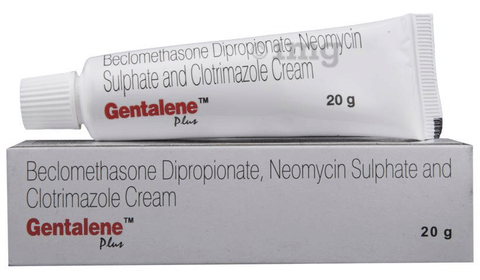 Beclomethasone Dipropionate, Neomycin
Sulphate and Clotrimazole Cream
Gentalene™
Plus
20 g
Beclomethasone Dipropionate, Neomycin Sulphate and
Clotrimazole Cream
Gentalene™
Plus
20 g